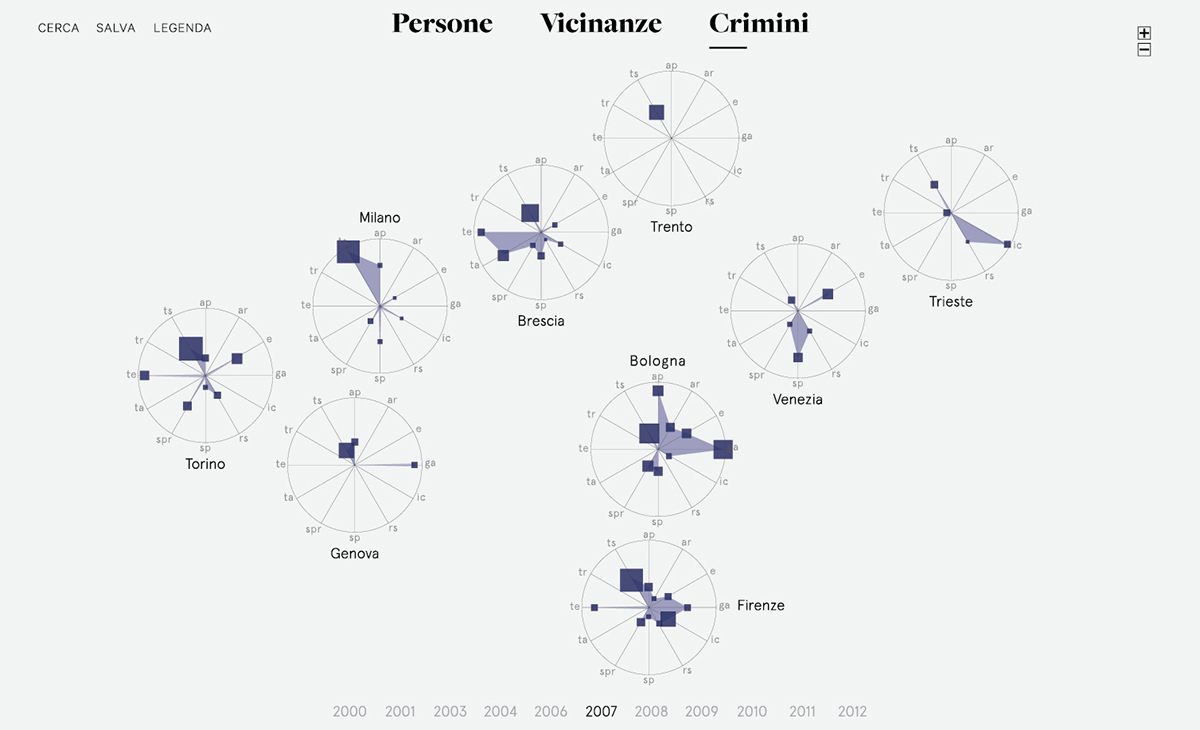 CERCA SALVA LEGENDA
Persone Vicinanze Crimini
ap
ts ar
tr e
te ga
ta ic
spr rs
sp
Trento
ap
ts ar
tr e
te ga
ta ic
spr rs
sp
Trieste
ap
ts ar
tr e
te ga
ta ic
spr rs
sp
Brescia
Milano
ap
ar
tr e
te ga
ta ic
spr rs
sp
ap
ts ar
tr e
te ga
ta ic
spr rs
sp
Venezia
ap
ts ar
tr e
te ga
ta ic
spr rs
sp
Torino
Bologna
ap
ts ar
tr e
te a
ta ic
spr rs
sp
ap
ts ar
tr e
te ga
ta ic
spr rs
sp
Genova
ap
ts ar
tr e
te ga Firenze
ta ic
spr rs
sp
2000 2001 2003 2004 2006 2007 2008 2009 2010 2011 2012